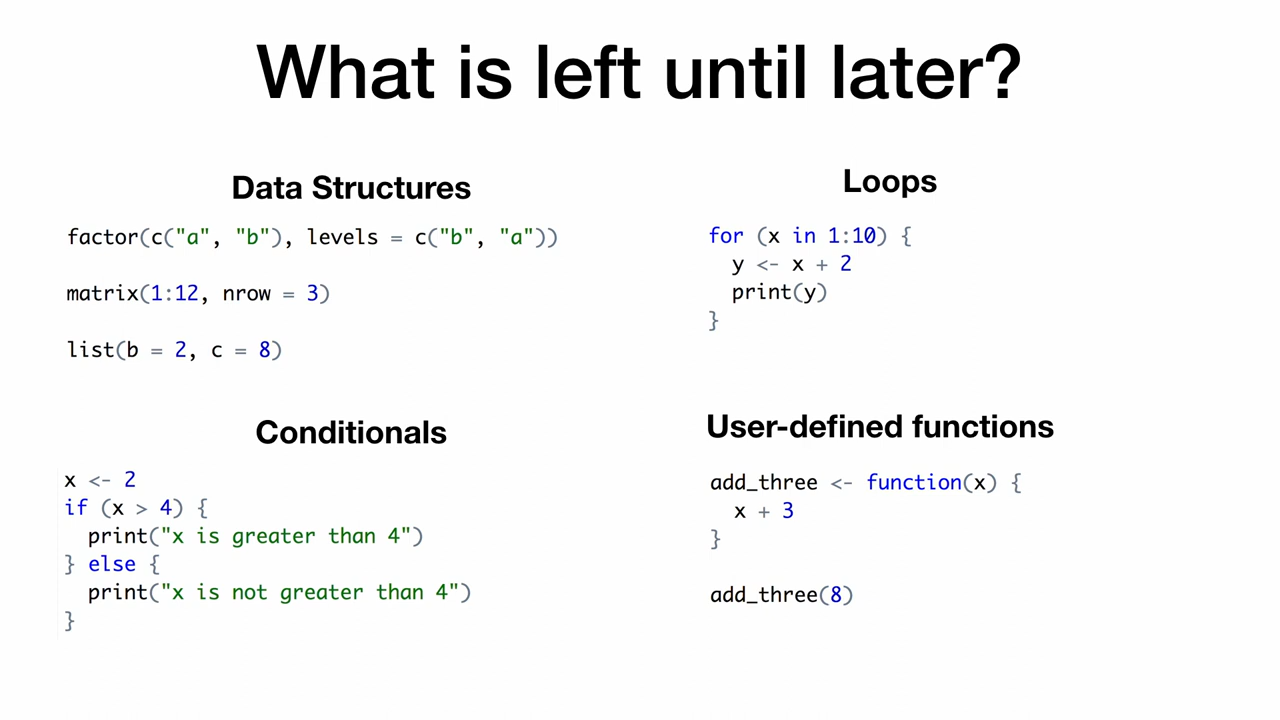 What is left until later?
Data Structures
factor(c("a", "b"), levels = c("b", "a"))
matrix(1:12, nrow = 3)
list(b = 2, c = 8)
Loops
for (x in 1:10) {
  y <- x + 2
  print(y)
}
Conditionals
x <- 2
if (x > 4) {
  print("x is greater than 4")
} else {
  print("x is not greater than 4")
}
User-defined functions
add_three <- function(x) {
  x + 3
}
add_three(8)